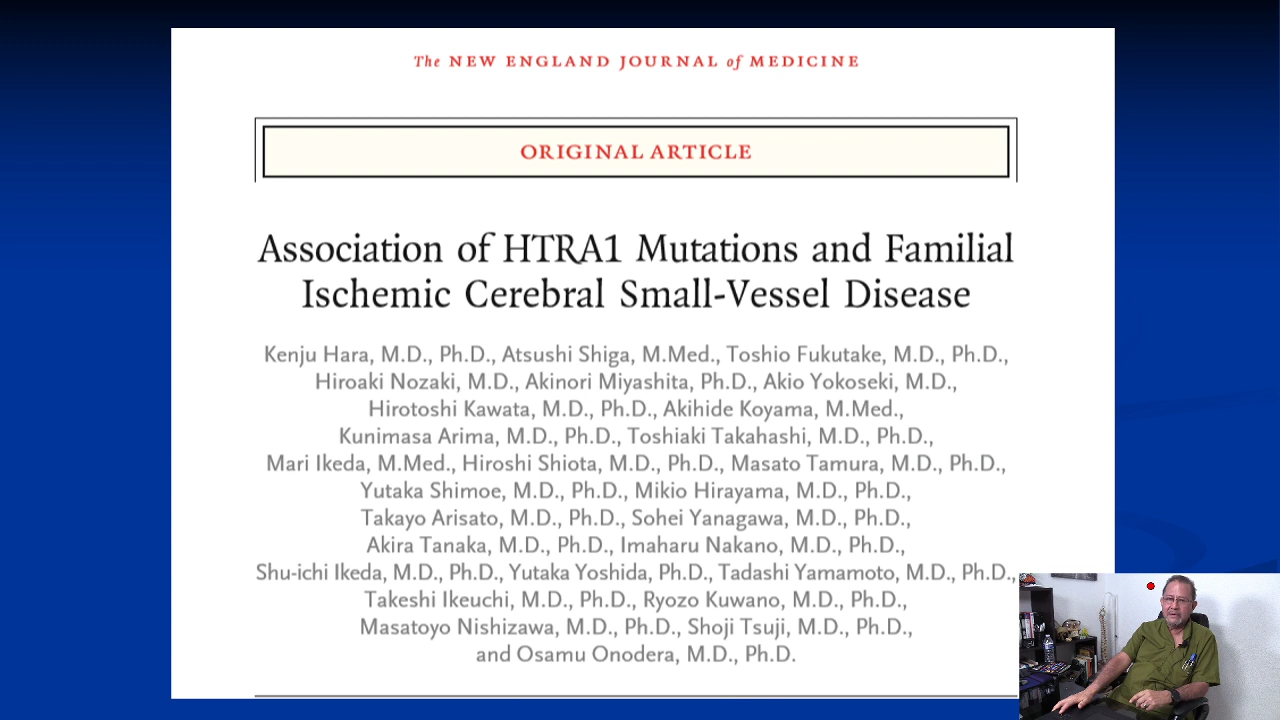 The NEW ENGLAND JOURNAL of MEDICINE
ORIGINAL ARTICLE
Association of HTRA1 Mutations and Familial
Ischemic Cerebral Small-Vessel Disease
Kenju Hara, M.D., Ph.D., Atsushi Shiga, M.Med., Toshio Fukutake, M.D., Ph.D.,
Hiroaki Nozaki, M.D., Akinori Miyashita, Ph.D., Akio Yokoseki, M.D.,
Hirotoshi Kawata, M.D., Ph.D., Akihide Koyama, M.Med.,
Kunimasa Arima, M.D., Ph.D., Toshiaki Takahashi, M.D., Ph.D.,
Mari Ikeda, M.Med., Hiroshi Shiota, M.D., Ph.D., Masato Tamura, M.D., Ph.D.,
Yutaka Shimoe, M.D., Ph.D., Mikio Hirayama, M.D., Ph.D.,
Takayo Arisato, M.D., Ph.D., Sohei Yanagawa, M.D., Ph.D.,
Akira Tanaka, M.D., Ph.D., Imaharu Nakano, M.D., Ph.D.,
Shu-ichi Ikeda, M.D., Ph.D., Yutaka Yoshida, Ph.D., Tadashi Yamamoto, M.D., Ph.D.,
Takeshi Ikeuchi, M.D., Ph.D., Ryozo Kuwano, M.D., Ph.D.,
Masatoyo Nishizawa, M.D., Ph.D., Shoji Tsuji, M.D., Ph.D.,
and Osamu Onodera, M.D., Ph.D.